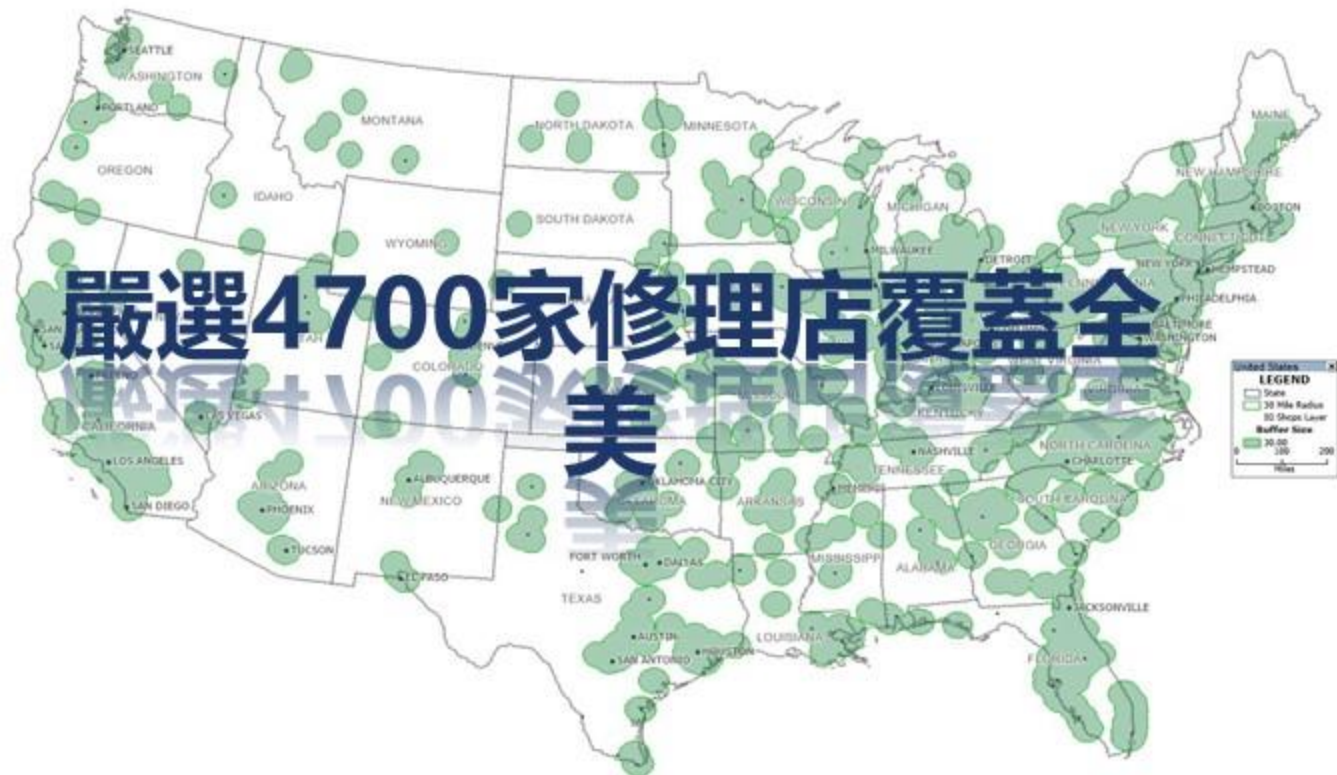 SEATTLE
WASHINGTON
PORTLAND
OREGON
IDAHO
MONTANA
NORTH DAKOTA
MINNESOTA
SOUTH DAKOTA
WYOMING
WISCONSIN
MICHIGAN
MILWAUKEE
DETROIT
MAINE
NEW HAMPSHIRE
BOSTON
NEW YORK
CONNECTICUT
NEW YORK
HEMPSTEAD
PHILADELPHIA
BALTIMORE
WASHINGTON
嚴選4700家修理店覆蓋全
美
COLORADO
KENTUCKY
CALIFORNIA
LAS VEGAS
LOS ANGELES
SAN DIEGO
ARIZONA
PHOENIX
TUCSON
ALBUQUERQUE
NEW MEXICO
EL PASO
OKLAHOMA CITY
ARKANSAS
MEMPHIS
NASHVILLE
TENNESSEE
NORTH CAROLINA
CHARLOTTE
SOUTH CAROLINA
GEORGIA
ALABAMA
MISSISSIPPI
FORT WORTH
DALLAS
TEXAS
AUSTIN
SAN ANTONIO
HOUSTON
LOUISIANA
JACKSONVILLE
FLORIDA
United States
LEGEND
State
30 Mile Radius
Shops Layer
Buffer Size
30.00
0 100 200
Miles